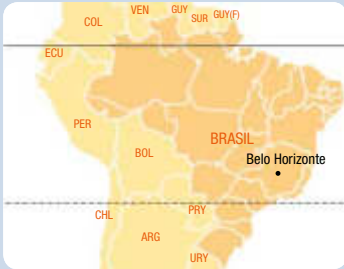 VEN
GUY
COL
SUR
GUY(F)
ECU
PER
BRASIL
BOL
Belo Horizonte
CHL
PRY
ARG
URY